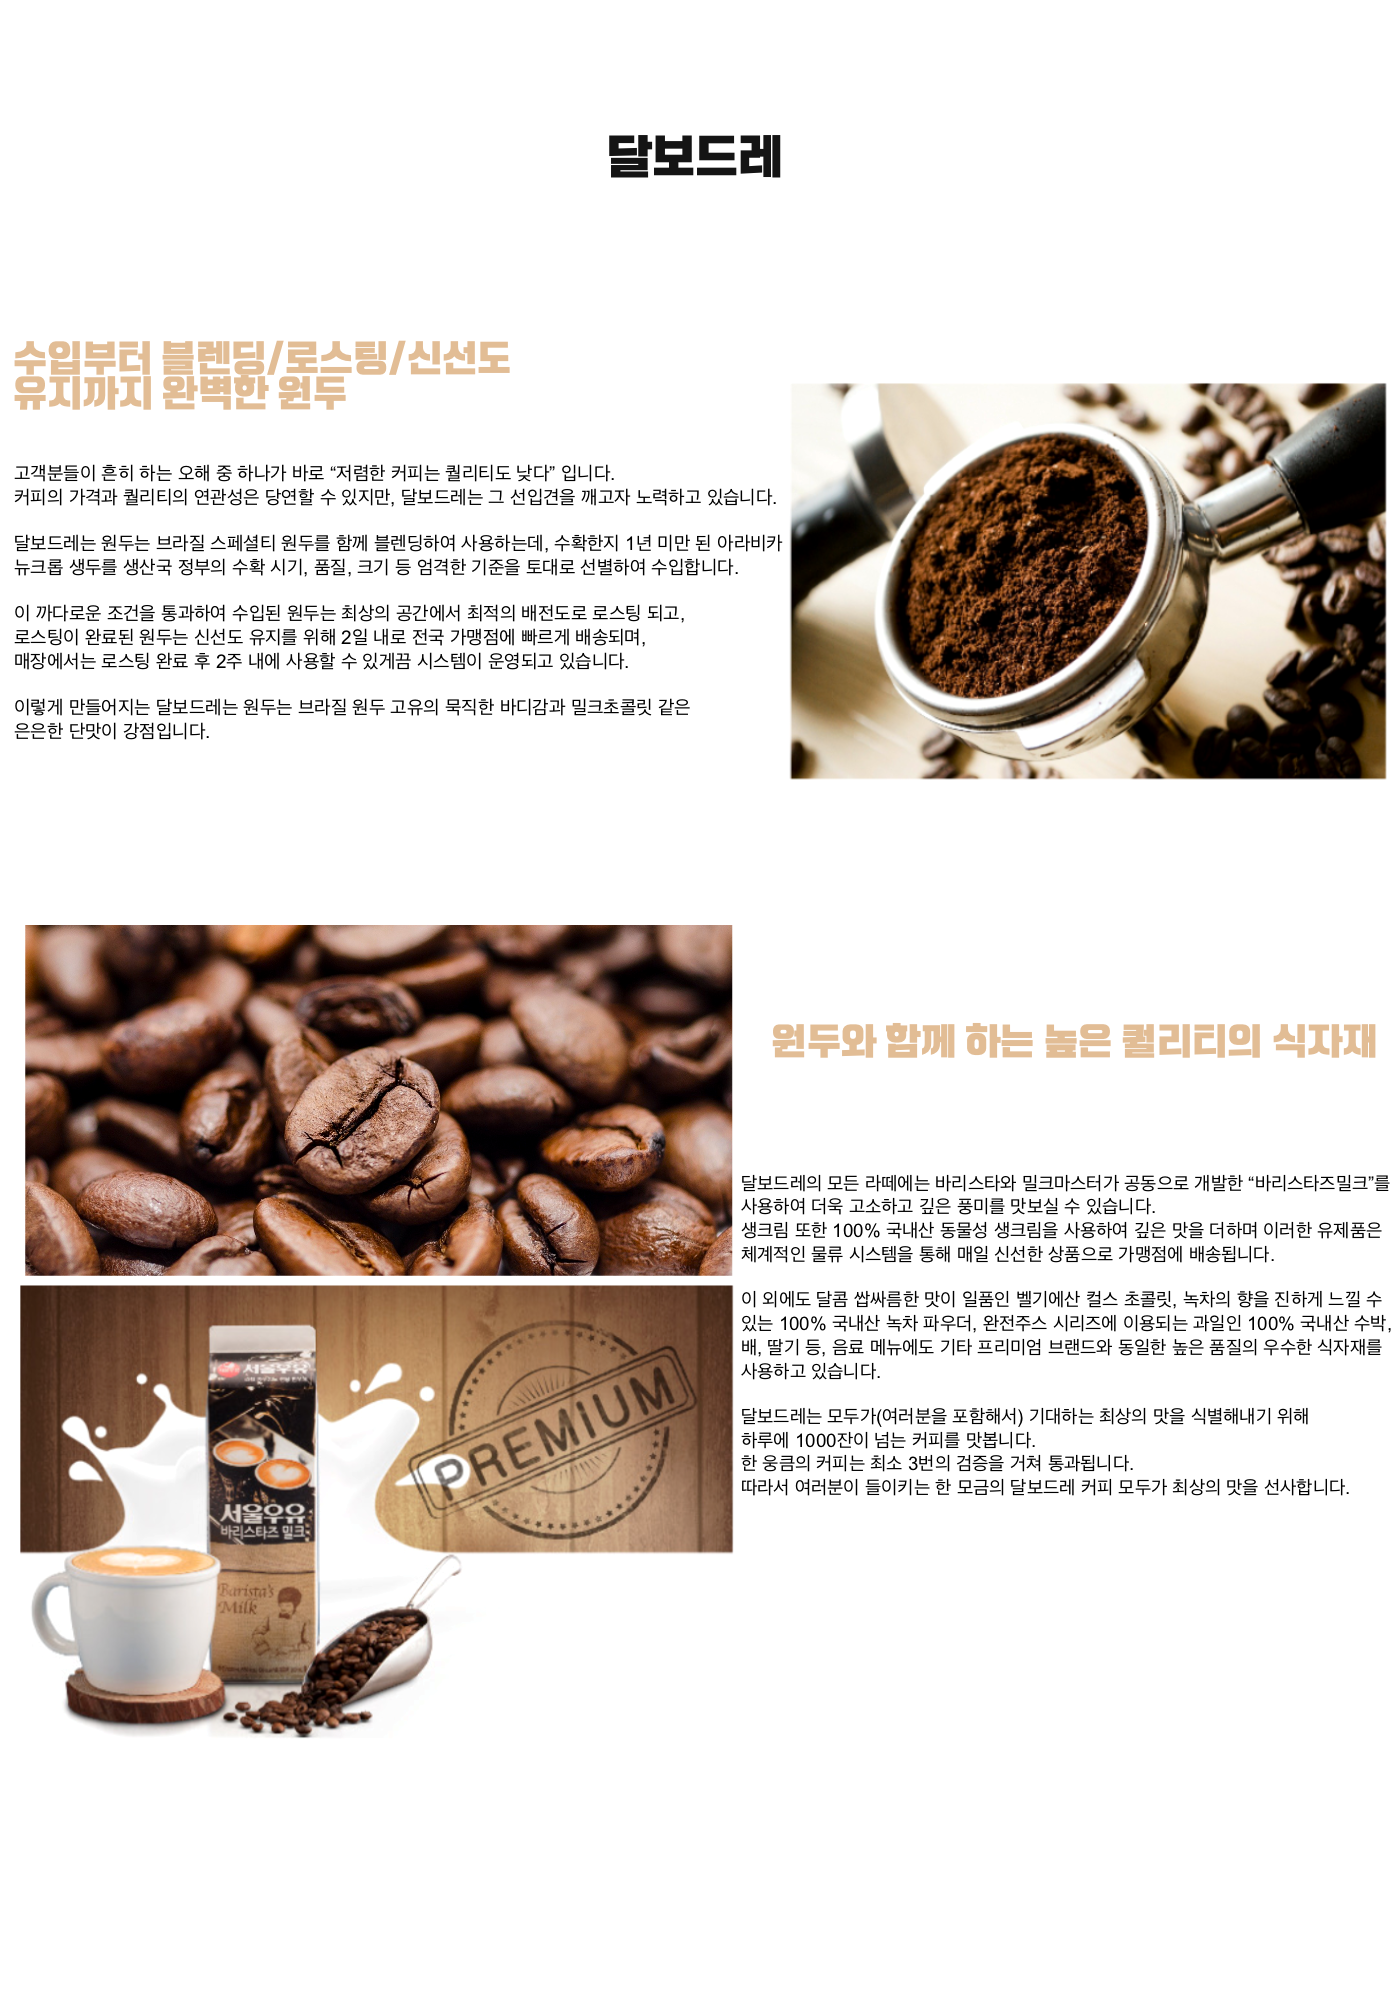 달보드레
수입부터 블렌딩/로스팅/신선도
유지까지 완벽한 원두
고객분들이 흔히 하는 오해 중 하나가 바로 “저렴한 커피는 퀄리티도 낮다” 입니다.
커피의 가격과 퀄리티의 연관성은 당연할 수 있지만, 달보드레는 그 선입견을 깨고자 노력하고 있습니다.
달보드레는 원두는 브라질 스페셜티 원두를 함께 블렌딩하여 사용하는데, 수확한지 1년 미만 된 아라비카
뉴크롭 생두를 생산국 정부의 수확 시기, 품질, 크기 등 엄격한 기준을 토대로 선별하여 수입합니다.
이 까다로운 조건을 통과하여 수입된 원두는 최상의 공간에서 최적의 배전도로 로스팅 되고,
로스팅이 완료된 원두는 신선도 유지를 위해 2일 내로 전국 가맹점에 빠르게 배송되며,
매장에서는 로스팅 완료 후 2주 내에 사용할 수 있게끔 시스템이 운영되고 있습니다.
이렇게 만들어지는 달보드레는 원두는 브라질 원두 고유의 묵직한 바디감과 밀크초콜릿 같은
은은한 단맛이 강점입니다.
원두와 함께 하는 높은 퀄리티의 식자재
달보드레의 모든 라떼에는 바리스타와 밀크마스터가 공동으로 개발한 “바리스타즈밀크”를
사용하여 더욱 고소하고 깊은 풍미를 맛보실 수 있습니다.
생크림 또한 100% 국내산 동물성 생크림을 사용하여 깊은 맛을 더하며 이러한 유제품은
체계적인 물류 시스템을 통해 매일 신선한 상품으로 가맹점에 배송됩니다.
이 외에도 달콤 쌉싸름한 맛이 일품인 벨기에산 컬스 초콜릿, 녹차의 향을 진하게 느낄 수
있는 100% 국내산 녹차 파우더, 완전주스 시리즈에 이용되는 과일인 100% 국내산 수박,
배, 딸기 등, 음료 메뉴에도 기타 프리미엄 브랜드와 동일한 높은 품질의 우수한 식자재를
사용하고 있습니다.
달보드레는 모두가(여러분을 포함해서) 기대하는 최상의 맛을 식별해내기 위해
하루에 1000잔이 넘는 커피를 맛봅니다.
한 웅큼의 커피는 최소 3번의 검증을 거쳐 통과됩니다.
따라서 여러분이 들이키는 한 모금의 달보드레 커피 모두가 최상의 맛을 선사합니다.
서울우유
PREMIUM
서울우유
바리스타즈 밀크
Barista's
Milk